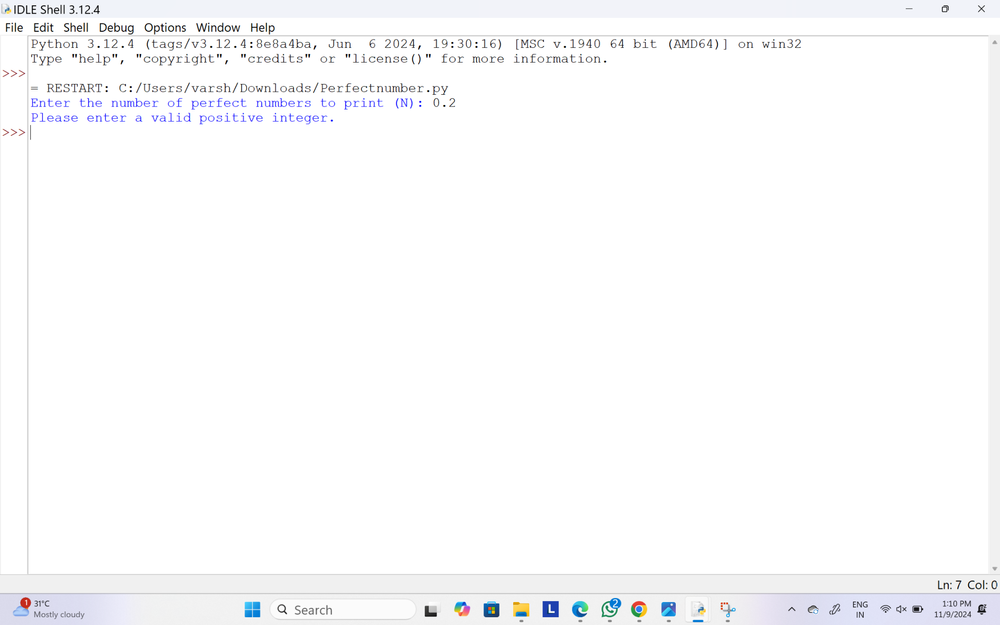 IDLE Shell 3.12.4
File Edit Shell Debug Options Window Help
Python 3.12.4 (tags/v3.12.4:8e8a4ba, Jun  6 2024, 19:30:16) [MSC v.1940 64 bit (AMD64)] on win32
Type "help", "copyright", "credits" or "license()" for more information.
>>>
= RESTART: C:/Users/varsh/Downloads/Perfectnumber.py
Enter the number of perfect numbers to print (N): 0.2
Please enter a valid positive integer.
>>>
Ln: 7 Col: 0
1
31°C
Mostly cloudy
Search
L
2
ENG
IN
1:10 PM
11/9/2024